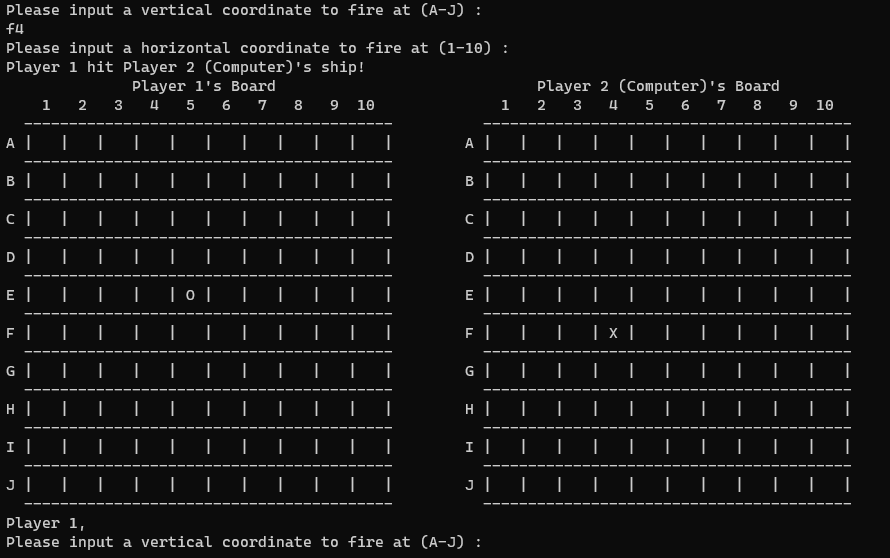 Please input a vertical coordinate to fire at (A-J) :
f4
Please input a horizontal coordinate to fire at (1-10) :
Player 1 hit Player 2 (Computer)'s ship!
              Player 1's Board                             Player 2 (Computer)'s Board
    1   2   3   4   5   6   7   8   9  10              1   2   3   4   5   6   7   8   9  10
  -----------------------------------------          -----------------------------------------
A |   |   |   |   |   |   |   |   |   |   |        A |   |   |   |   |   |   |   |   |   |   |
  -----------------------------------------          -----------------------------------------
B |   |   |   |   |   |   |   |   |   |   |        B |   |   |   |   |   |   |   |   |   |   |
  -----------------------------------------          -----------------------------------------
C |   |   |   |   |   |   |   |   |   |   |        C |   |   |   |   |   |   |   |   |   |   |
  -----------------------------------------          -----------------------------------------
D |   |   |   |   |   |   |   |   |   |   |        D |   |   |   |   |   |   |   |   |   |   |
  -----------------------------------------          -----------------------------------------
E |   |   |   |   | O |   |   |   |   |   |        E |   |   |   |   |   |   |   |   |   |   |
  -----------------------------------------          -----------------------------------------
F |   |   |   |   |   |   |   |   |   |   |        F |   |   |   | X |   |   |   |   |   |   |
  -----------------------------------------          -----------------------------------------
G |   |   |   |   |   |   |   |   |   |   |        G |   |   |   |   |   |   |   |   |   |   |
  -----------------------------------------          -----------------------------------------
H |   |   |   |   |   |   |   |   |   |   |        H |   |   |   |   |   |   |   |   |   |   |
  -----------------------------------------          -----------------------------------------
I |   |   |   |   |   |   |   |   |   |   |        I |   |   |   |   |   |   |   |   |   |   |
  -----------------------------------------          -----------------------------------------
J |   |   |   |   |   |   |   |   |   |   |        J |   |   |   |   |   |   |   |   |   |   |
  -----------------------------------------          -----------------------------------------
Player 1,
Please input a vertical coordinate to fire at (A-J) :